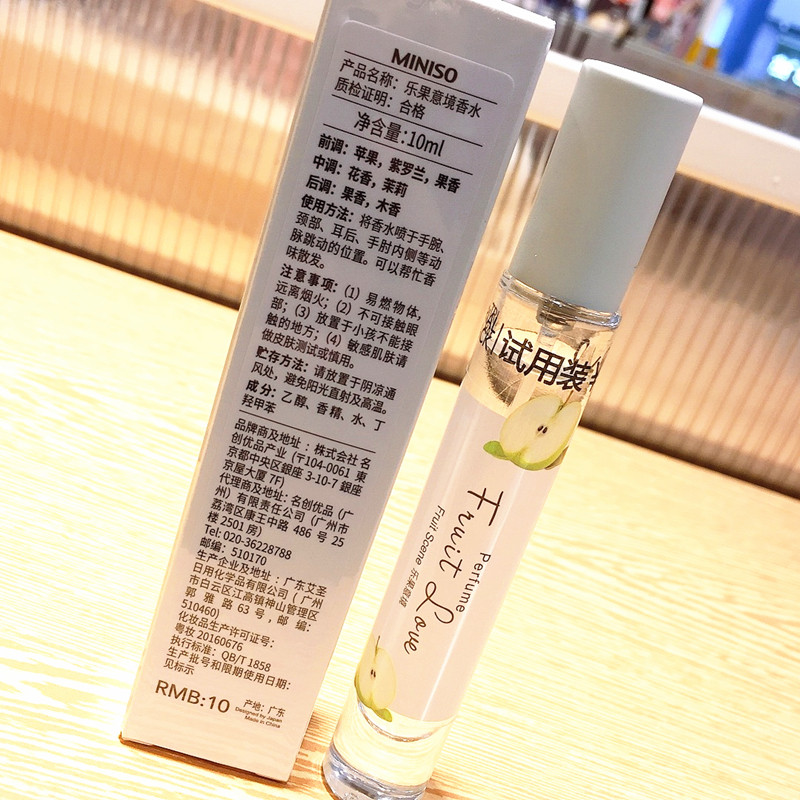 MINISO
产品名称：乐果意境香水
质检证明：合格
净含量:10ml
前调：苹果，紫罗兰，果香
中调：花香，茉莉
后调：果香，木香
使用方法：将香水喷于手腕、
颈部、耳后、手肘内侧等动
脉跳动的位置。可以帮忙香
味散发。
注意事项：(1) 易燃物体，
远离烟火；(2) 不可接触眼
部；(3) 放置于小孩不能接
触的地方；(4) 敏感肌肤请
做皮肤测试或慎用。
贮存方法：请放置于阴凉通
风处，避免阳光直射及高温。
成分：乙醇、香精、水、丁
羟甲苯
品牌商及地址：株式会社名
创优品产业 (〒104-0061 東
京都中央区銀座 3-10-7 銀座
京屋大厦 7F)
代理商及地址：名创优品（广
州）有限责任公司（广州市
荔湾区康王中路 486 号 25
楼 2501 房）
Tel: 020-36228788
邮编：510170
生产企业及地址：广东艾圣
日用化学品有限公司（广州
市白云区江高镇神山管理区
郭雅路 63 号，邮编：
510460)
化妆品生产许可证号：
粤妆 20160676
执行标准：QB/T 1858
生产批号和限期使用日期：
见标示
RMB:10
产地：广东
Designed by Japan
Made in China
试用装
Perfume
Fruit Love
Fruit Scene 乐果意境